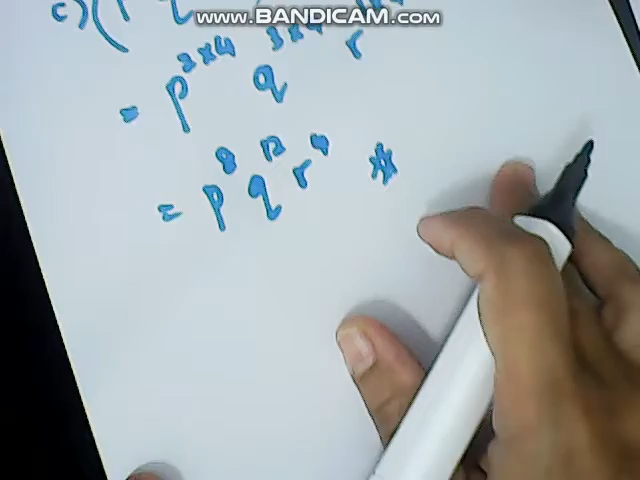 www.BANDICAM.com
c) (
= p^2×4 q^3×4 r
= p^8 q^12 r^4 #